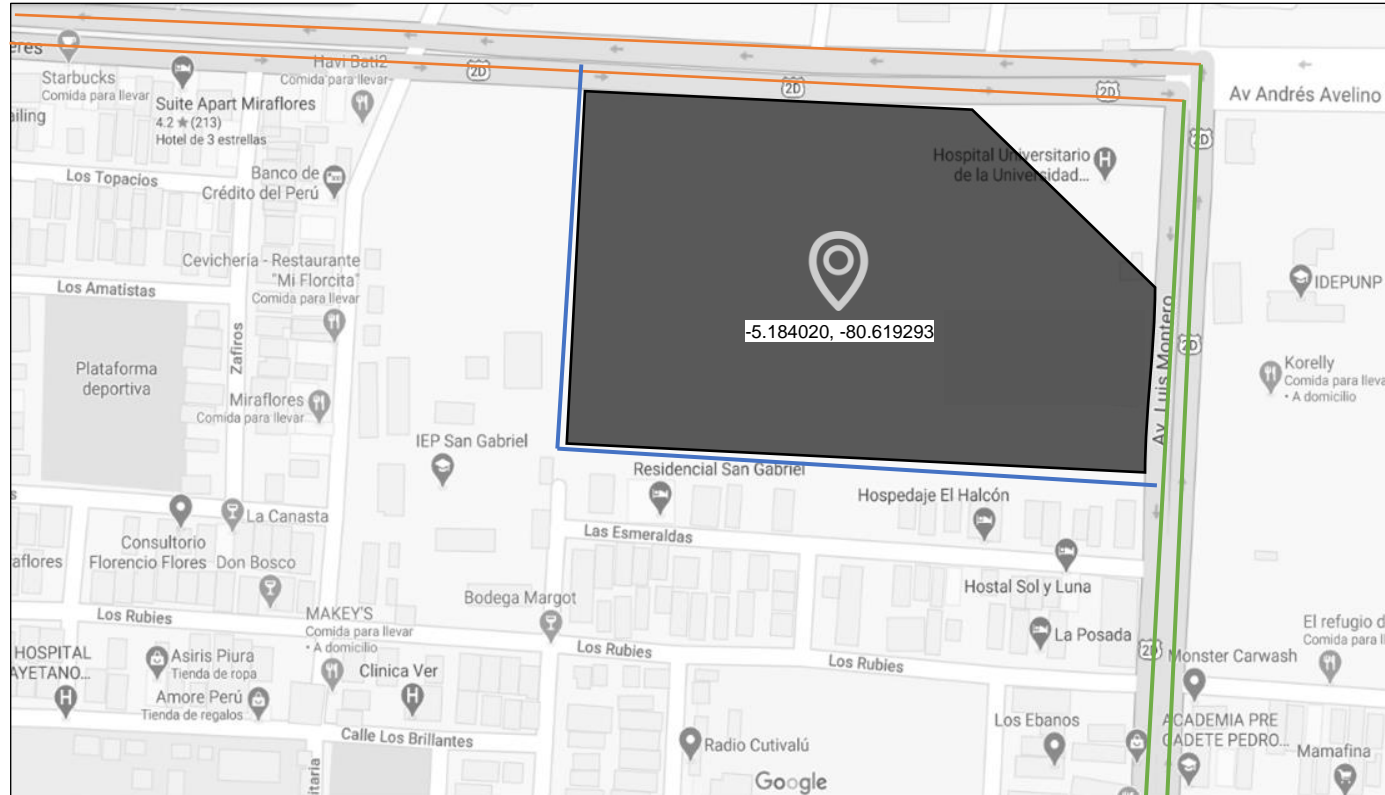 eres
Starbucks
Comida para llevar
ailing
Suite Apart Miraflores
4.2 ★ (213)
Hotel de 3 estrellas
Havi Bati2
Comida para llevar
2D
2D
2D
Av Andrés Avelino
2D
Los Topacios
Banco de
Crédito del Perú
Hospital Universitario
de la Universidad...
H
Cevichería - Restaurante
"Mi Florcita"
Comida para llevar
Los Amatistas
Zafiros
IDEPUNP
-5.184020, -80.619293
Av. Luis Montero
2D
Plataforma
deportiva
Miraflores
Comida para llevar
Korelly
Comida para lleva
• A domicilio
IEP San Gabriel
Residencial San Gabriel
Hospedaje El Halcón
s
La Canasta
Las Esmeraldas
Consultorio
Florencio Flores
Don Bosco
aflores
Hostal Sol y Luna
Bodega Margot
Los Rubies
MAKEY'S
Comida para llevar
• A domicilio
La Posada
El refugio d
Comida para ll
HOSPITAL
AYETANO...
H
Asiris Piura
Tienda de ropa
Clinica Ver
H
Los Rubies
Los Rubies
2D
Monster Carwash
Amore Perú
Tienda de regalos
Calle Los Brillantes
Los Ebanos
ACADEMIA PRE
CADETE PEDRO...
Radio Cutivalú
Mamafina
itaria
Google